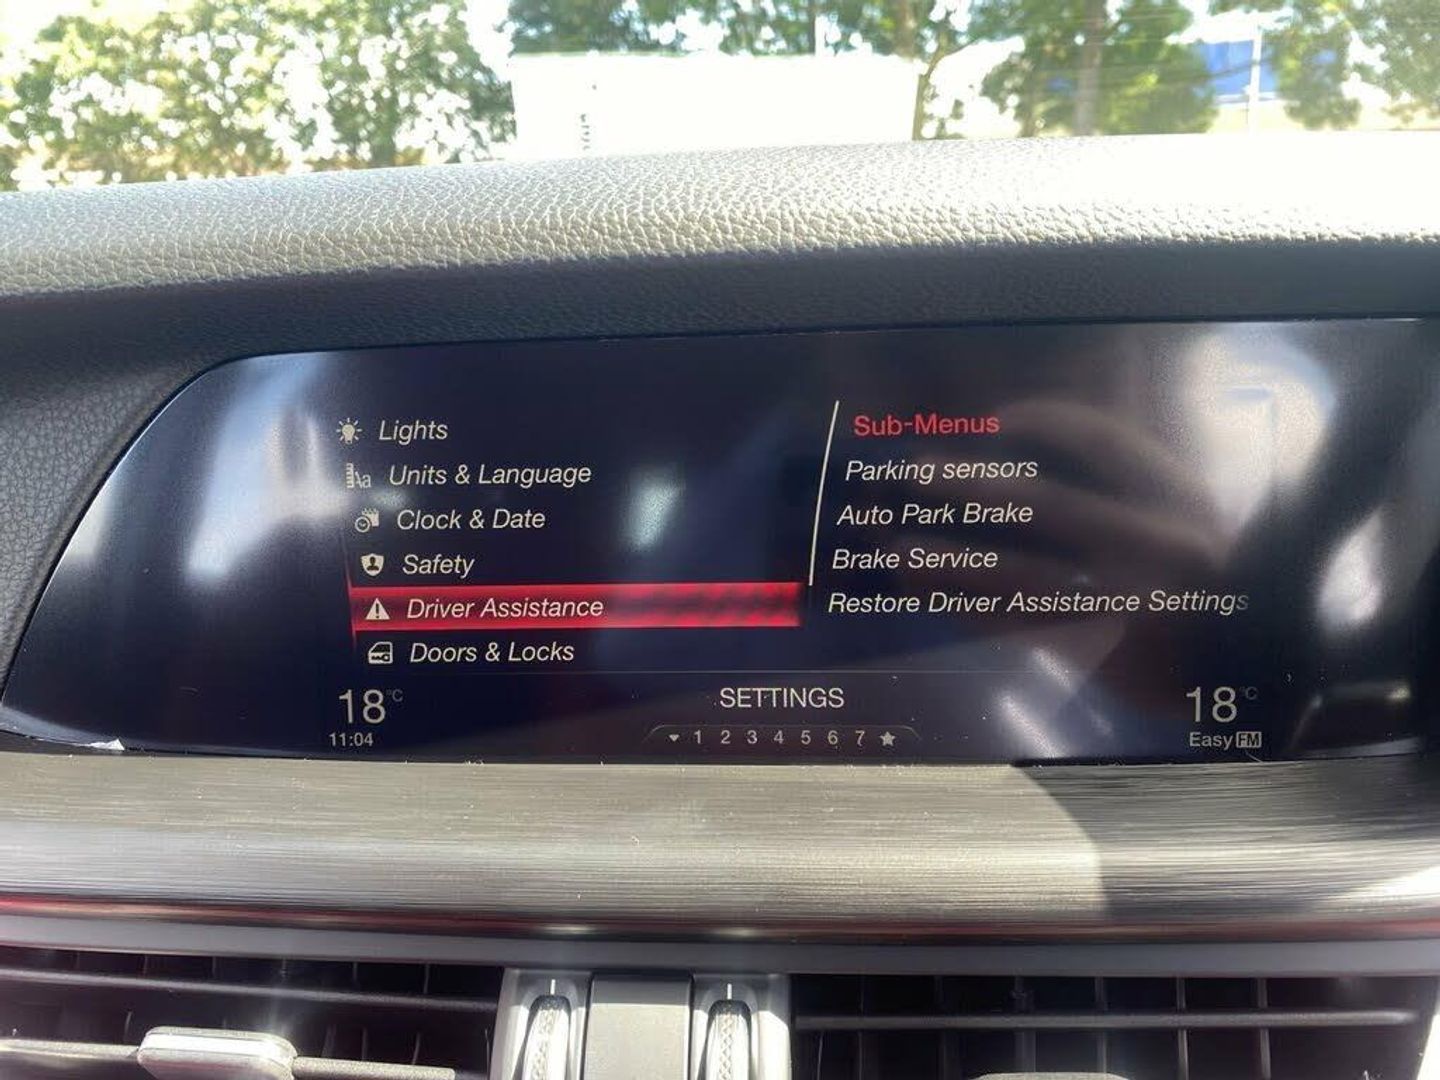 Lights
Units & Language
Clock & Date
Safety
Driver Assistance
Doors & Locks
Sub-Menus
Parking sensors
Auto Park Brake
Brake Service
Restore Driver Assistance Settings
18°C
11:04
SETTINGS
1 2 3 4 5 6 7
18°C
Easy FM